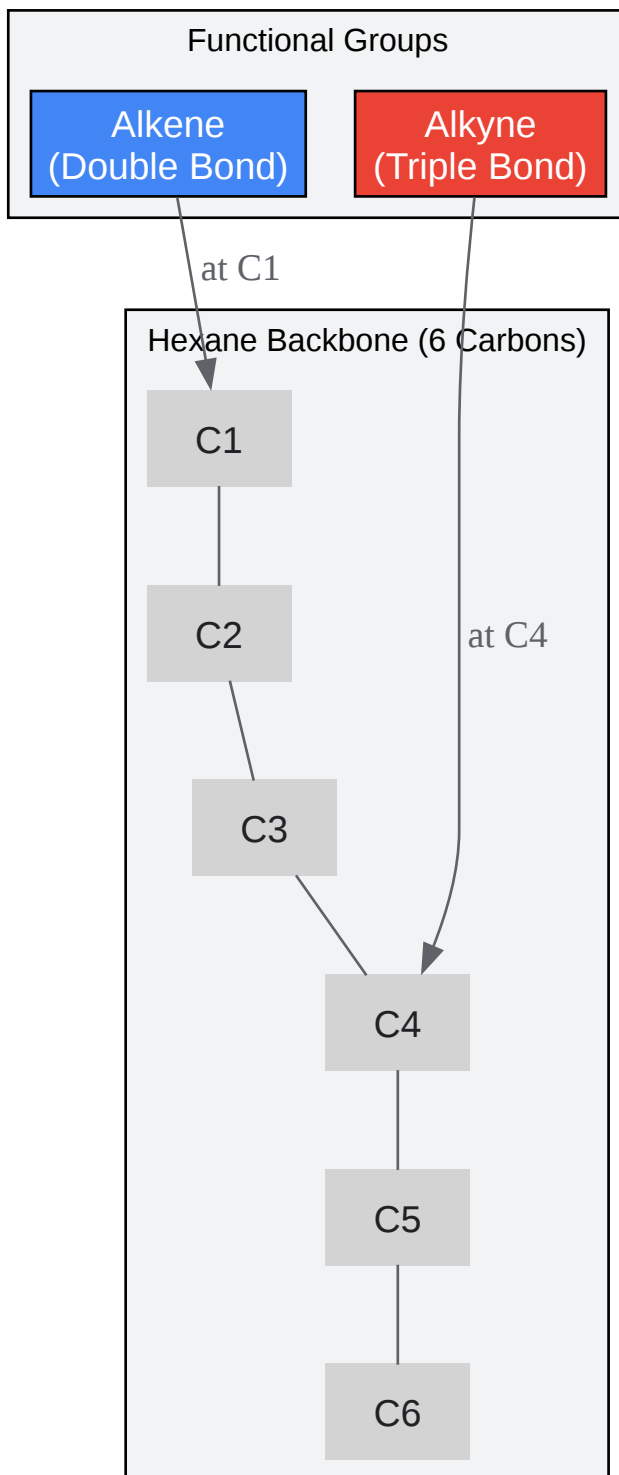 Functional Groups
Alkene
(Double Bond)
Alkyne
(Triple Bond)
at C1
Hexane Backbone (6 Carbons)
C1
C2
at C4
C3
C4
C5
C6